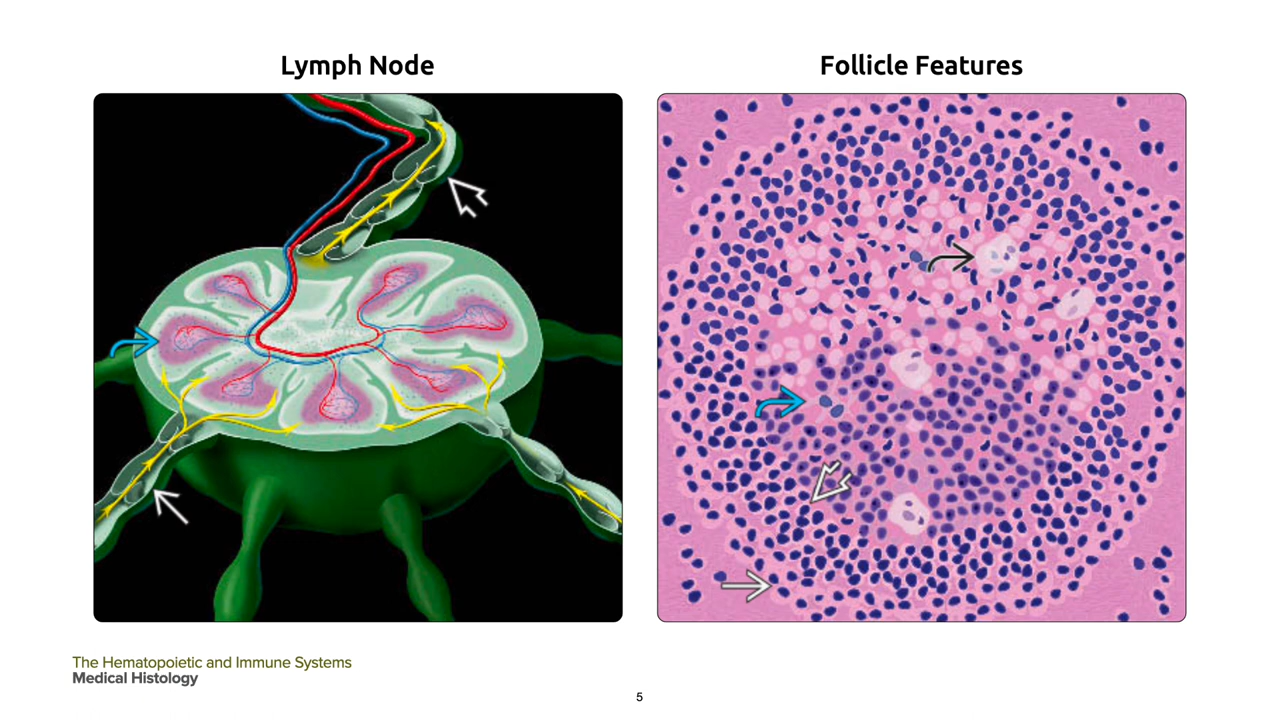 Lymph Node
Follicle Features
The Hematopoietic and Immune Systems
Medical Histology
5